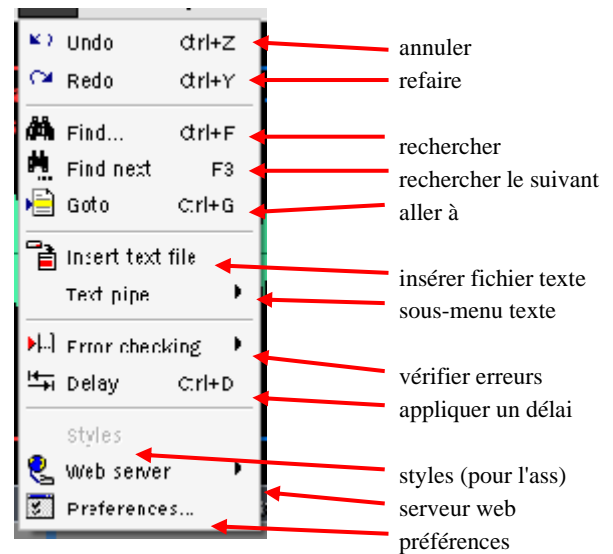 Undo Ctrl+Z annuler
Redo Ctrl+Y refaire
Find... Ctrl+F rechercher
Find next F3 rechercher le suivant
Goto Ctrl+G aller à
Insert text file insérer fichier texte
Text pipe sous-menu texte
Error checking vérifier erreurs
Delay Ctrl+D appliquer un délai
Styles styles (pour l'ass)
Web server serveur web
Preferences... préférences